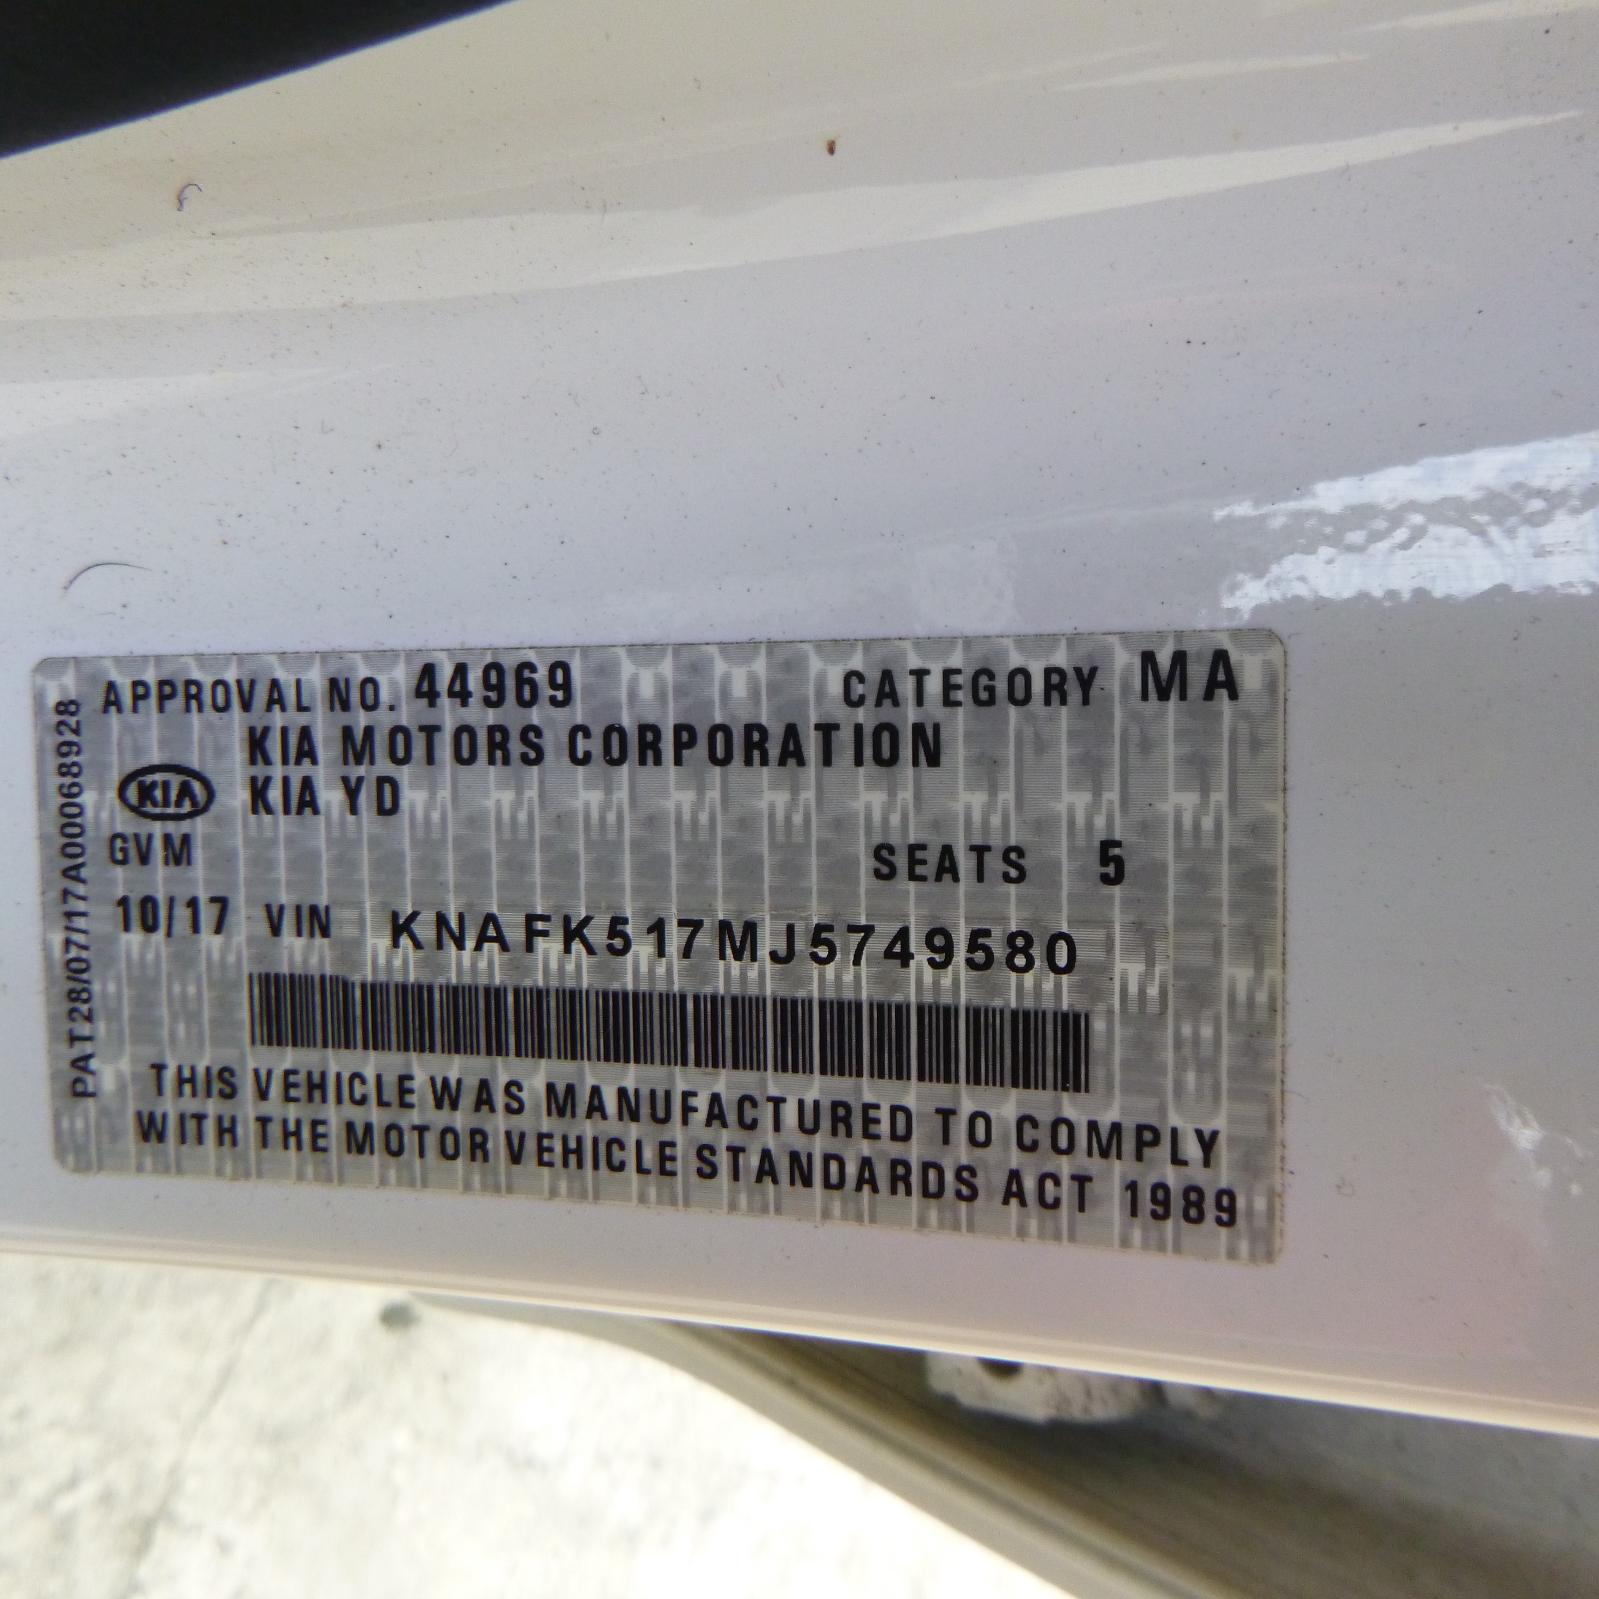 APPROVAL NO. 44969 CATEGORY MA
KIA MOTORS CORPORATION
KIA KIA YD
GVM SEATS 5
10/17 VIN KNAFK517MJ5749580
THIS VEHICLE WAS MANUFACTURED TO COMPLY
WITH THE MOTOR VEHICLE STANDARDS ACT 1989
PAT28/07/17A00068928